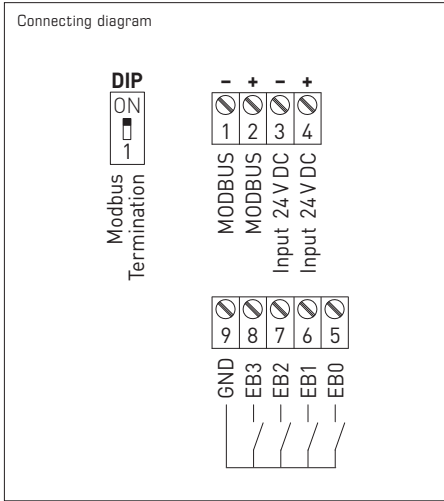 Connecting diagram
DIP
ON
1
Modbus
Termination
– + – +
1 2 3 4
MODBUS
MODBUS
Input 24 V DC
Input 24 V DC
9 8 7 6 5
GND
EB3
EB2
EB1
EB0